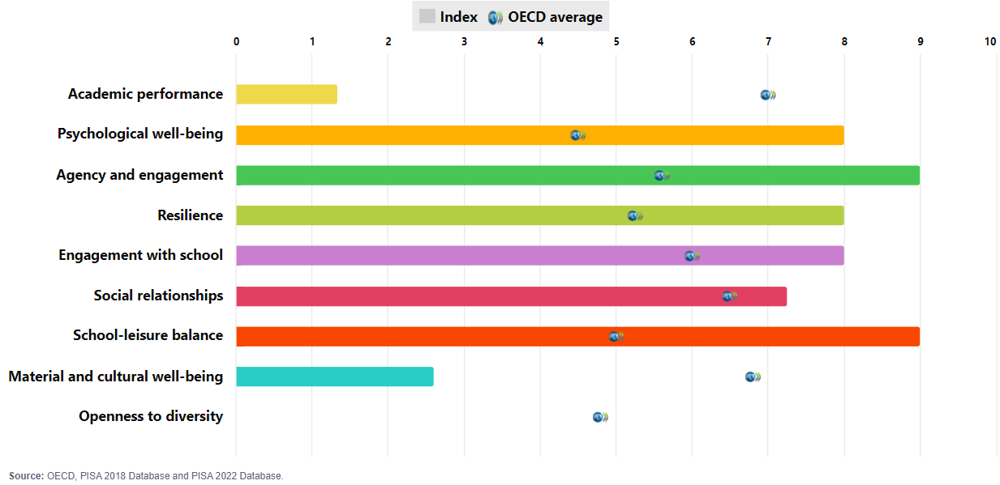 Index OECD average
0 1 2 3 4 5 6 7 8 9 10
Academic performance
Psychological well-being
Agency and engagement
Resilience
Engagement with school
Social relationships
School-leisure balance
Material and cultural well-being
Openness to diversity
Source: OECD, PISA 2018 Database and PISA 2022 Database.